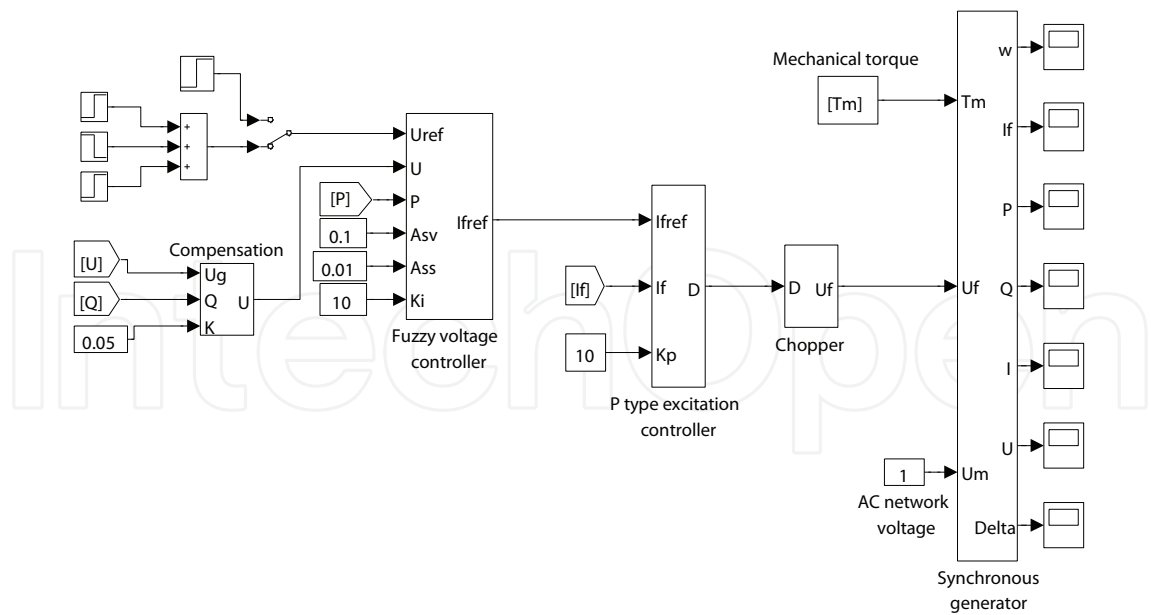 Mechanical torque
[Tm]
Tm
w
If
P
Uf
Q
I
U
Um
Delta
1
AC network
voltage
Synchronous
generator
+
+
+
Uref
U
[P]
P
Ifref
0.1
Asv
0.01
Ass
10
Ki
Fuzzy voltage
controller
Compensation
[U]
Ug
[Q]
Q
U
0.05
K
Ifref
[If]
If
D
10
Kp
P type excitation
controller
D
Uf
Chopper
IntechOpen